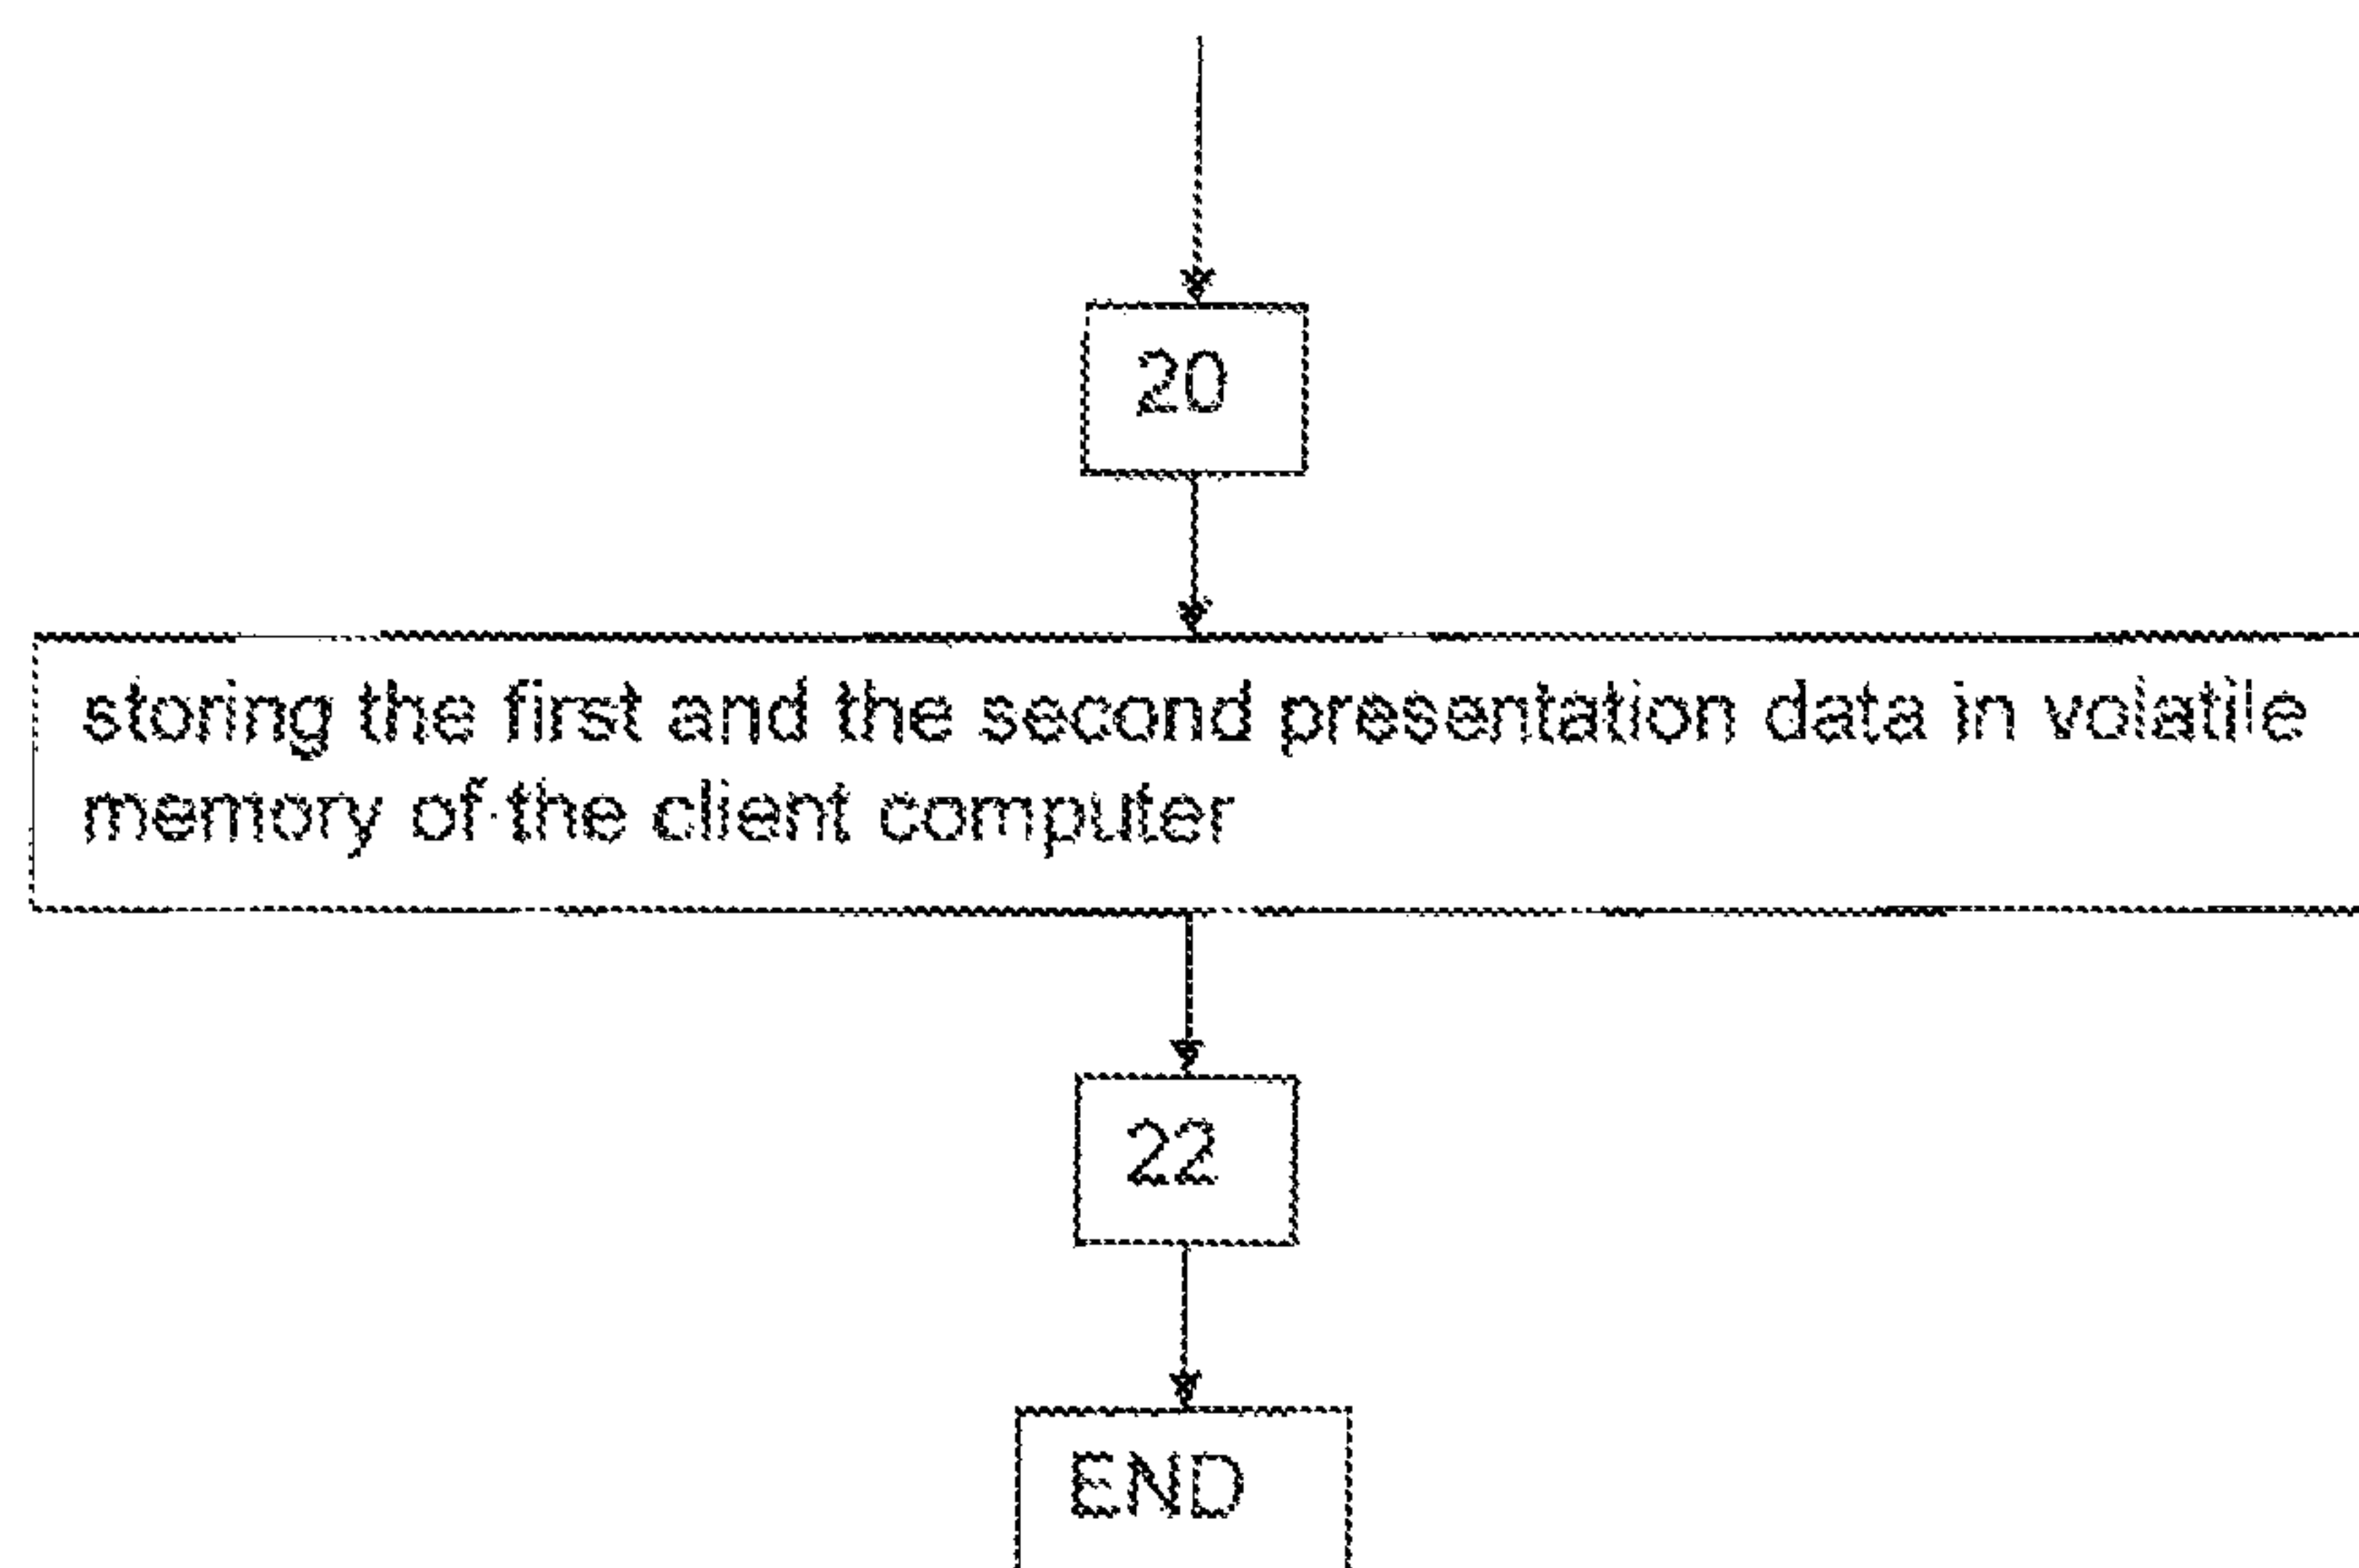 20
storing the first and the second presentation data in volatile
memory of the client computer
22
END